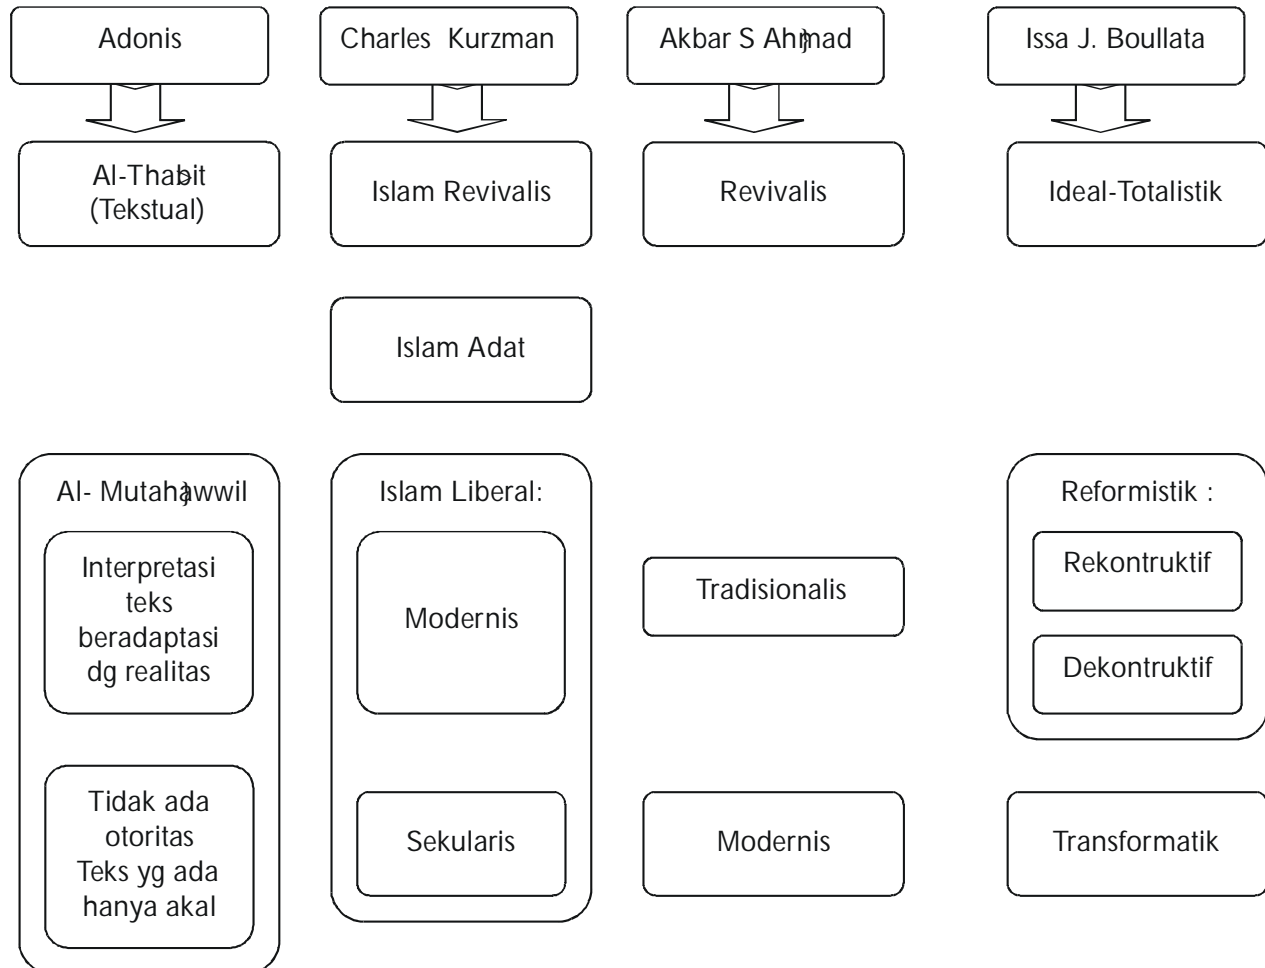 Adonis
Charles Kurzman
Akbar S Ahmad
Issa J. Boullata
Al-Thabit
(Tekstual)
Islam Revivalis
Revivalis
Ideal-Totalistik
Islam Adat
Al- Mutahawwil
Interpretasi
teks
beradaptasi
dg realitas
Tidak ada
otoritas
Teks yg ada
hanya akal
Islam Liberal:
Modernis
Sekularis
Tradisionalis
Modernis
Reformistik :
Rekontruktif
Dekontruktif
Transformatik